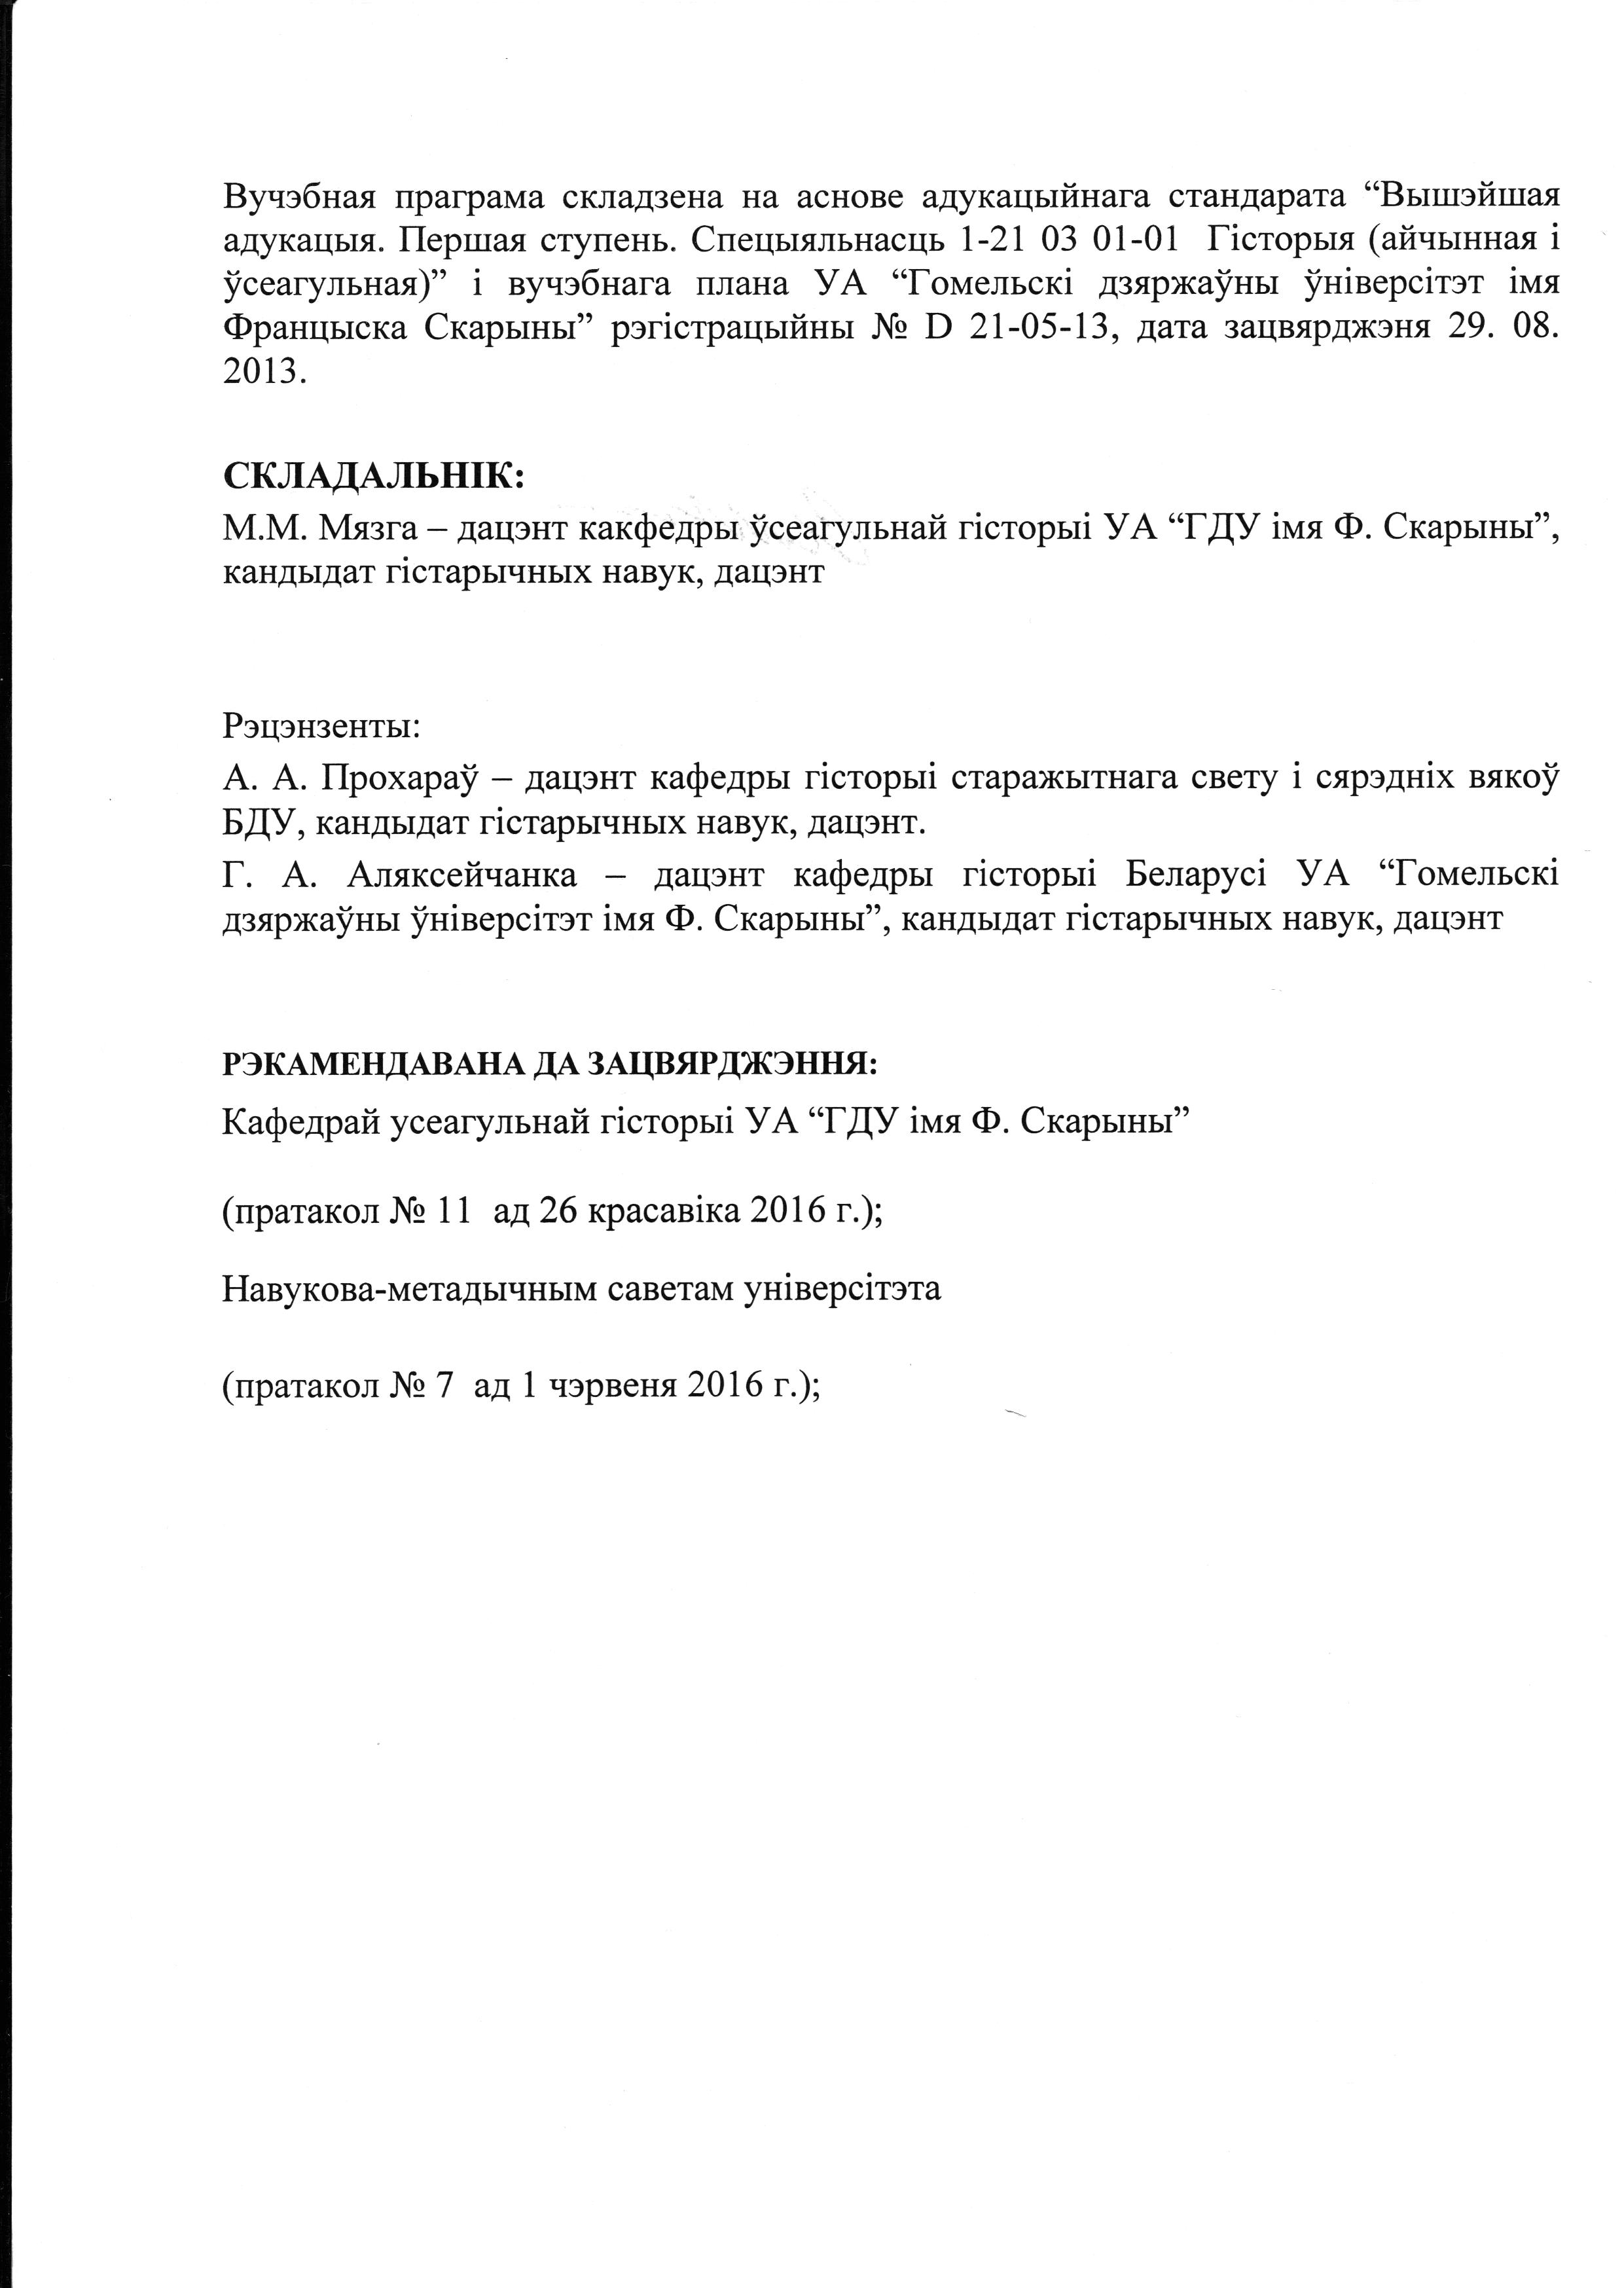 Вучэбная праграма складзена на аснове адукацыйнага стандарата “Вышэйшая
адукацыя. Першая ступень. Спецыяльнасць 1-21 03 01-01 Гісторыя (айчынная і
ўсеагульная)” і вучэбнага плана УА “Гомельскі дзяржаўны ўніверсітэт імя
Францыска Скарыны” рэгістрацыйны № D 21-05-13, дата зацвярджэня 29. 08.
2013.
СКЛАДАЛЬНІК:
М.М. Мязга – дацэнт какфедры ўсеагульнай гісторыі УА “ГДУ імя Ф. Скарыны”,
кандыдат гістарычных навук, дацэнт
Рэцэнзенты:
А. А. Прохараў – дацэнт кафедры гісторыі старажытнага свету і сярэдніх вякоў
БДУ, кандыдат гістарычных навук, дацэнт.
Г. А. Аляксейчанка – дацэнт кафедры гісторыі Беларусі УА “Гомельскі
дзяржаўны ўніверсітэт імя Ф. Скарыны”, кандыдат гістарычных навук, дацэнт
РЭКАМЕНДАВАНА ДА ЗАЦВЯРДЖЭННЯ:
Кафедрай усеагульнай гісторыі УА “ГДУ імя Ф. Скарыны”
(пратакол № 11 ад 26 красавіка 2016 г.);
Навукова-метадычным саветам універсітэта
(пратакол № 7 ад 1 чэрвеня 2016 г.);